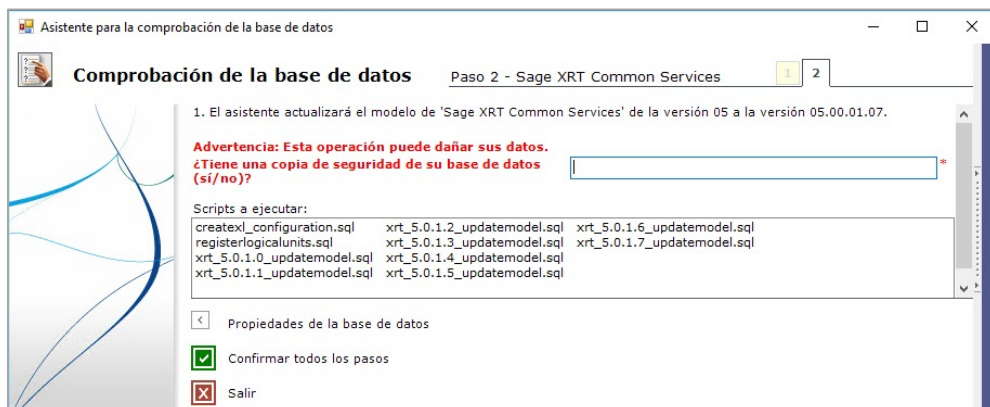 Asistente para la comprobación de la base de datos
Comprobación de la base de datos Paso 2 - Sage XRT Common Services 1 2
1. El asistente actualizará el modelo de 'Sage XRT Common Services' de la versión 05 a la versión 05.00.01.07.
Advertencia: Esta operación puede dañar sus datos.
¿Tiene una copia de seguridad de su base de datos
(sí/no)? *
Scripts a ejecutar:
createxl_configuration.sql xrt_5.0.1.2_updatemodel.sql xrt_5.0.1.6_updatemodel.sql
registerlogicalunits.sql xrt_5.0.1.3_updatemodel.sql xrt_5.0.1.7_updatemodel.sql
xrt_5.0.1.0_updatemodel.sql xrt_5.0.1.4_updatemodel.sql
xrt_5.0.1.1_updatemodel.sql xrt_5.0.1.5_updatemodel.sql
Propiedades de la base de datos
Confirmar todos los pasos
Salir